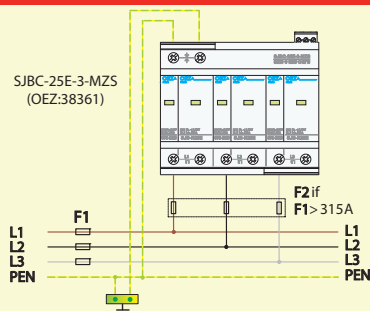 SJBC-25E-3-MZS
(OEZ:38361)
F2 if
F1 > 315A
F1
L1 L1
L2 L2
L3 L3
PEN PEN